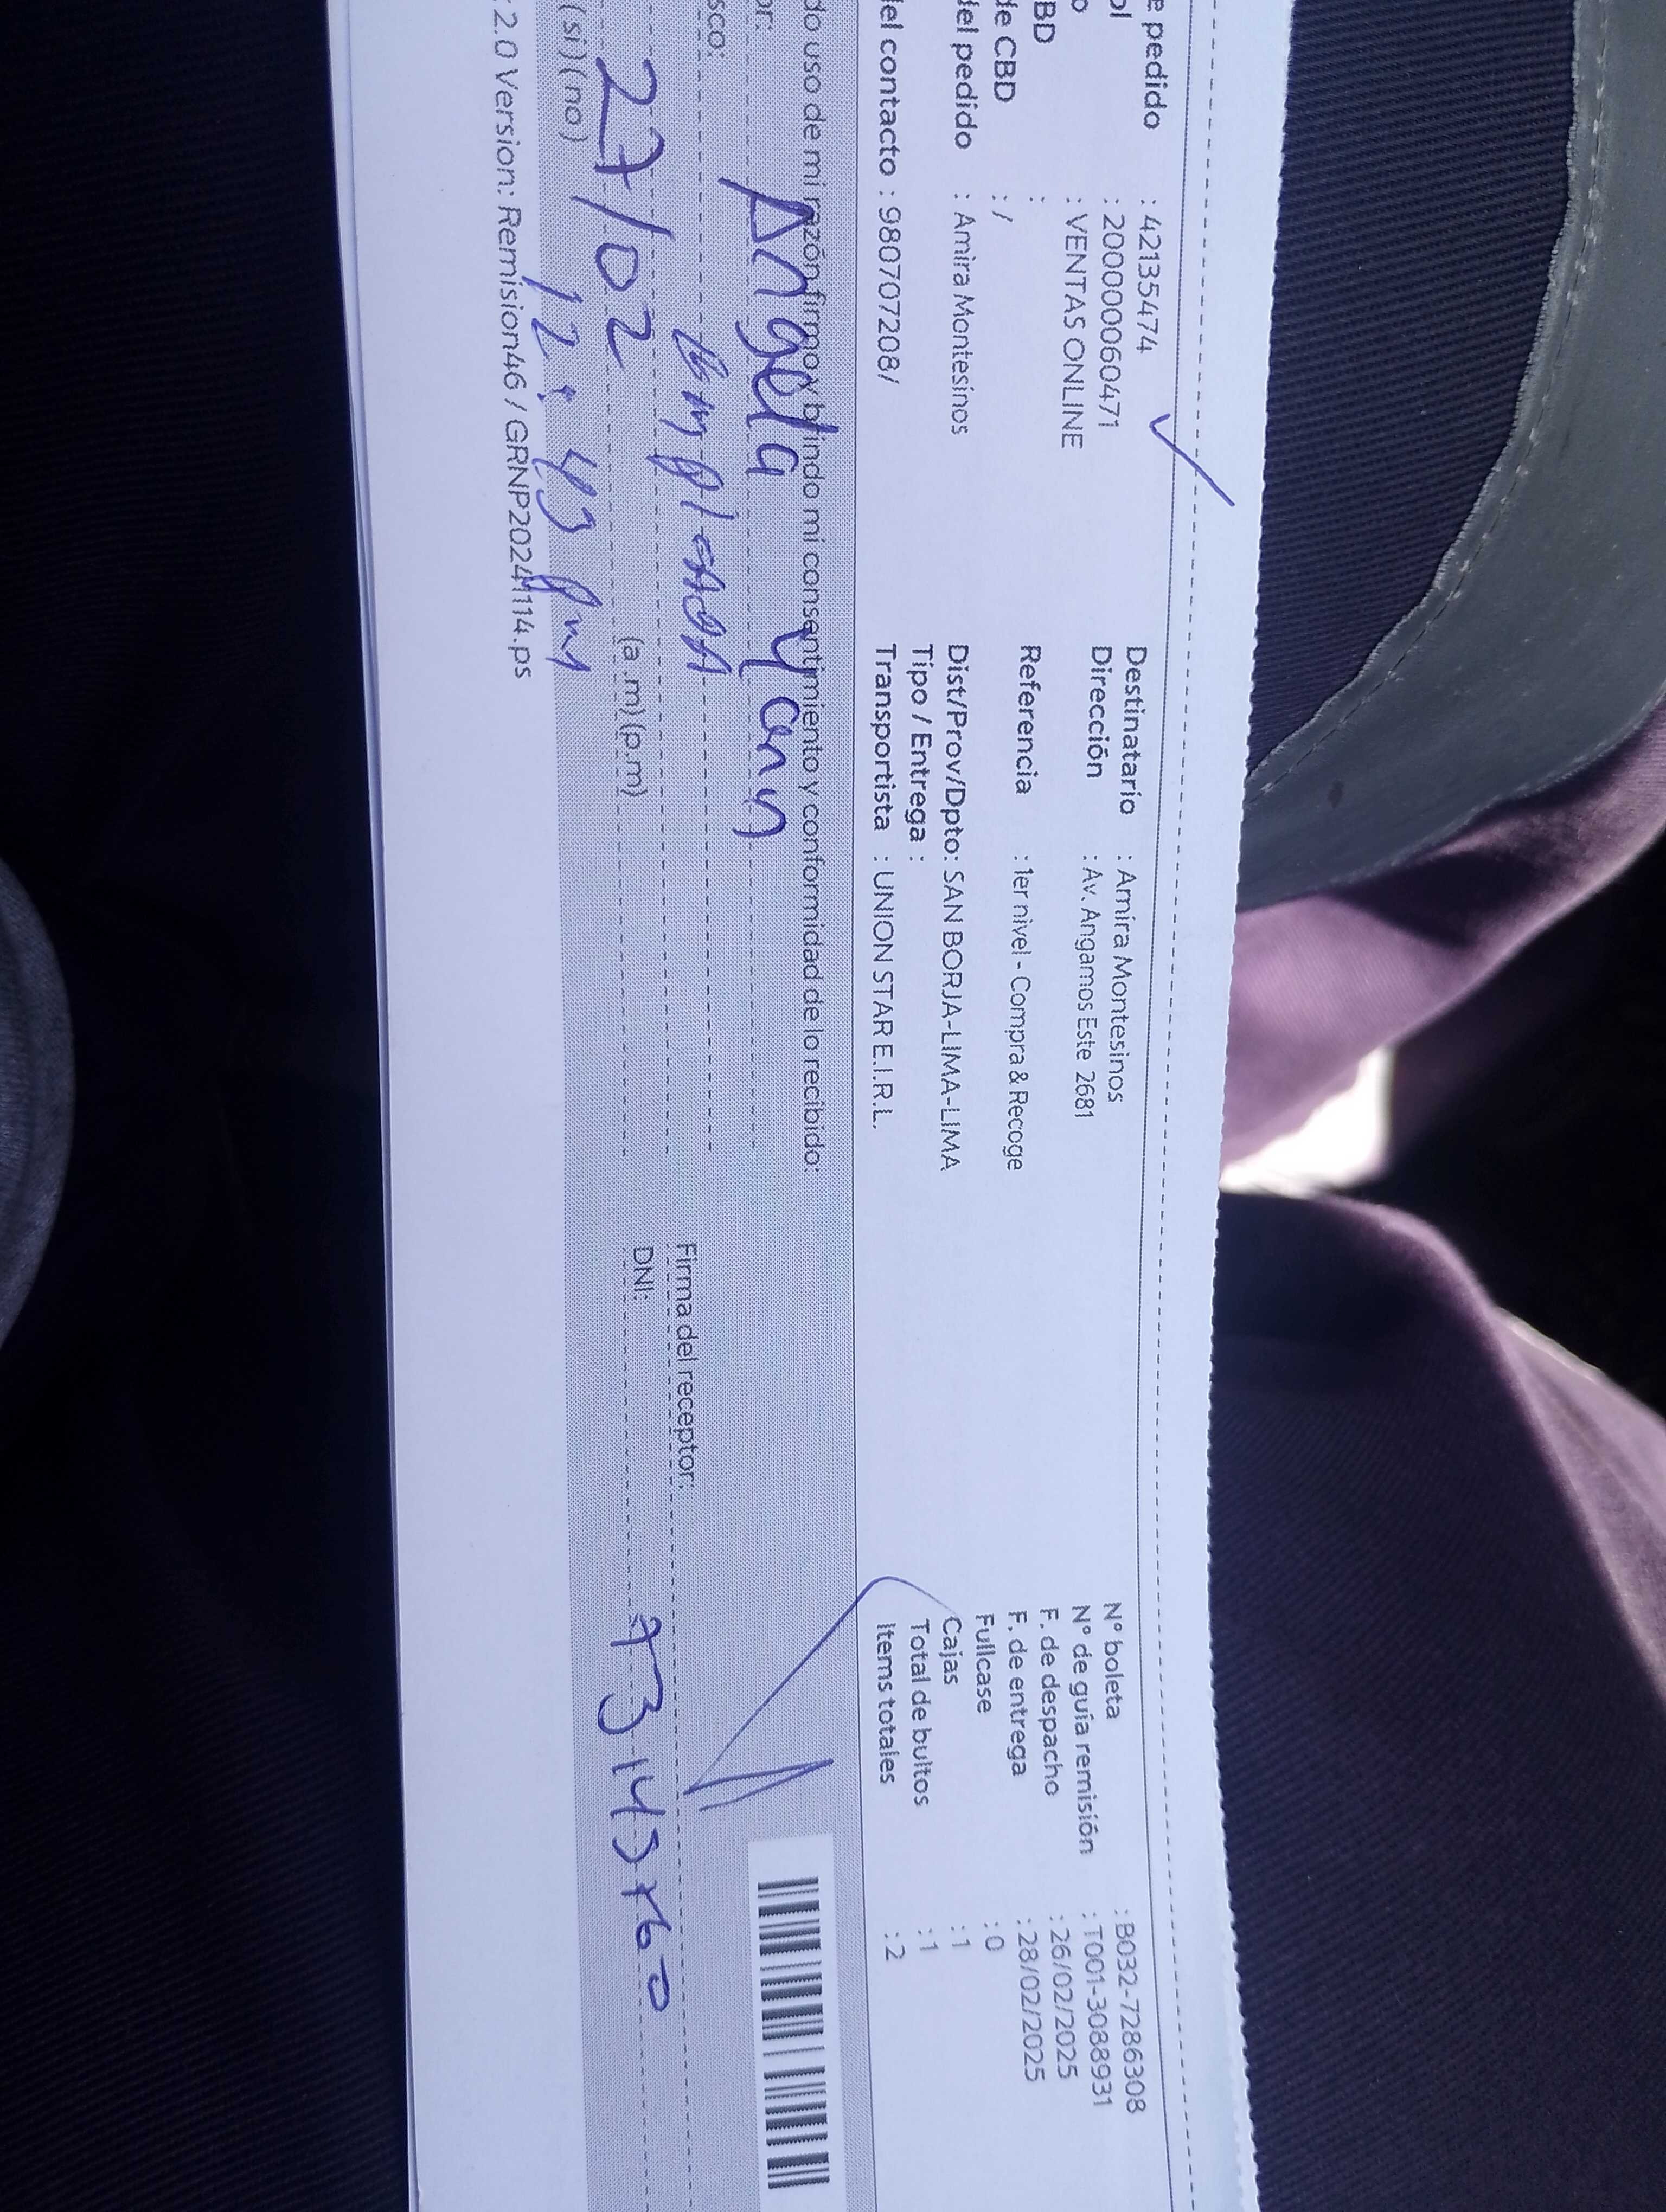 e pedido : 42135474
ol : 2000060471
o : VENTAS ONLINE
BD :
de CBD : /
del pedido : Amira Montesinos
del contacto : 980707208/
Destinatario : Amira Montesinos
Dirección : Av. Angamos Este 2681
Referencia : 1er nivel - Compra & Recoge
Dist/Prov/Dpto: SAN BORJA-LIMA-LIMA
Tipo / Entrega :
Transportista : UNION STAR E.I.R.L.
N° boleta : B032-7286308
N° de guía remisión : T001-3088931
F. de despacho : 26/02/2025
F. de entrega : 28/02/2025
Fullcase : 0
Cajas : 1
Total de bultos : 1
Items totales : 2
do uso de mi razón firmo y brindo mi consentimiento y conformidad de lo recibido:
or: Angela
sco: Empleada
27/02 (a.m)(p.m)
(si)(no) 12:49 pm
Firma del receptor:
DNI:
: 2.0 Version: Remision46 / GRNP20241114.ps